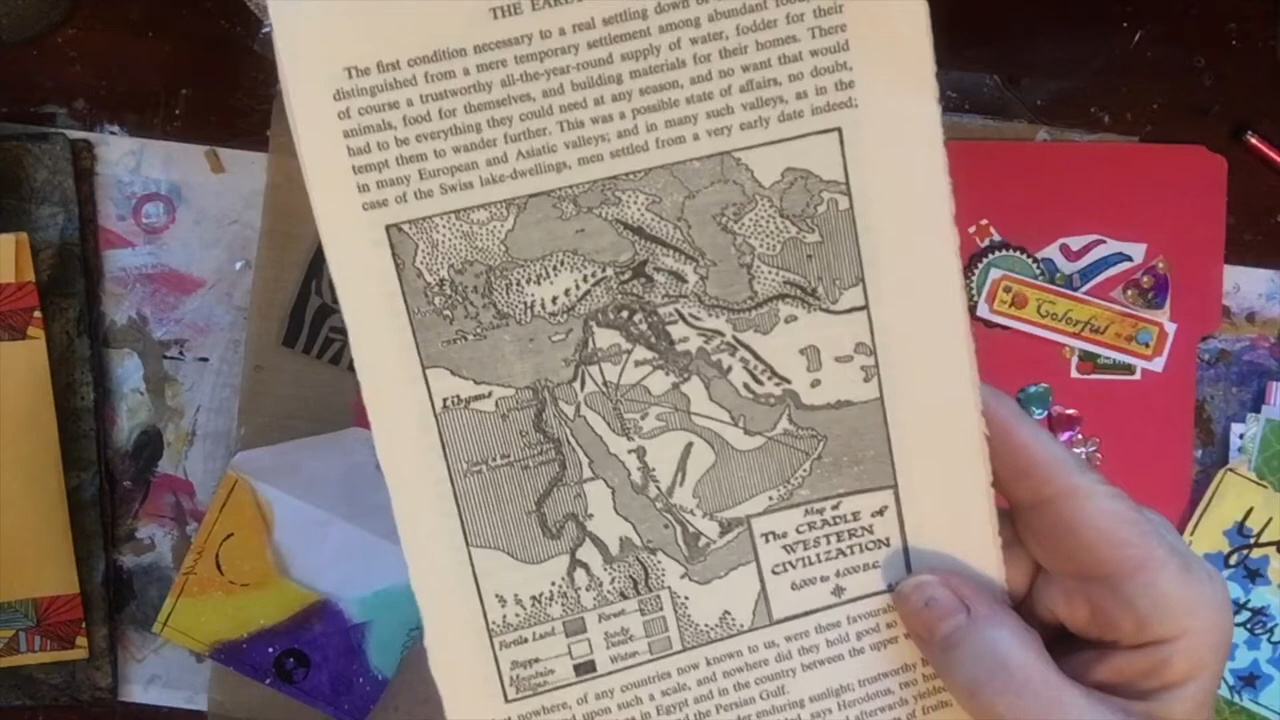 THE EARL
The first condition necessary to a real settling down
distinguished from a mere temporary settlement among abundant food,
of course a trustworthy all-the-year-round supply of water, fodder for their
animals, food for themselves, and building materials for their homes. There
had to be everything they could need at any season, and no want that would
tempt them to wander further. This was a possible state of affairs, no doubt,
in many European and Asiatic valleys; and in many such valleys, as in the
case of the Swiss lake-dwellings, men settled from a very early date indeed;
Libyans
Map of
The CRADLE of
WESTERN
CIVILIZATION
6,000 to 4,000 B.C.
Fertile Land
Steppe
Mountain
Ridges
Forest
Sandy
Desert
Water
nowhere, of any countries now known to us, were these favourab
upon such a scale, and nowhere did they hold good so
in Egypt and in the country between the upper
the Persian Gulf.
der enduring sunlight; trustworthy
says Herodotus, two hu
afterwards yielded
of fruits;
Colorful